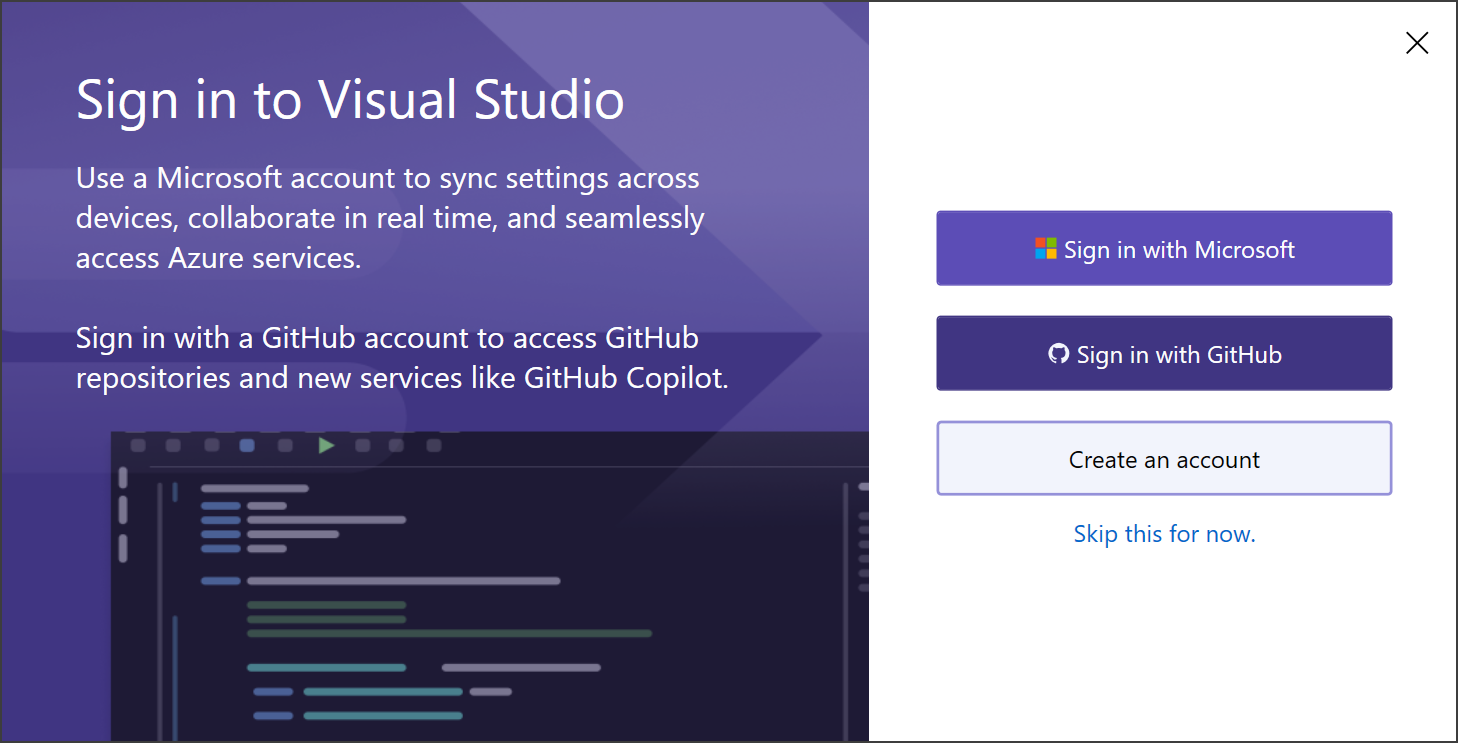 Sign in to Visual Studio
Use a Microsoft account to sync settings across
devices, collaborate in real time, and seamlessly
access Azure services.
Sign in with a GitHub account to access GitHub
repositories and new services like GitHub Copilot.
Sign in with Microsoft
Sign in with GitHub
Create an account
Skip this for now.